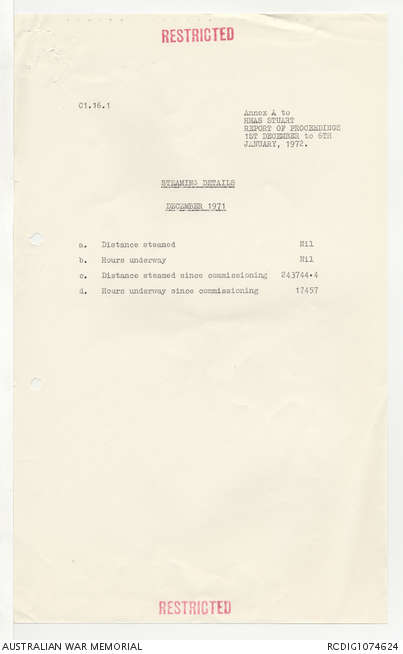 RESTRICTED
01.16.1
Annex A to
HMAS STUART
REPORT OF PROCEEDINGS
1ST DECEMBER to 6TH
JANUARY, 1972.
STEAMING DETAILS
DECEMBER 1971
a. Distance steamed Nil
b. Hours underway Nil
c. Distance steamed since commissioning 243744.4
d. Hours underway since commissioning 17457
RESTRICTED
AUSTRALIAN WAR MEMORIAL RCDIG1074624